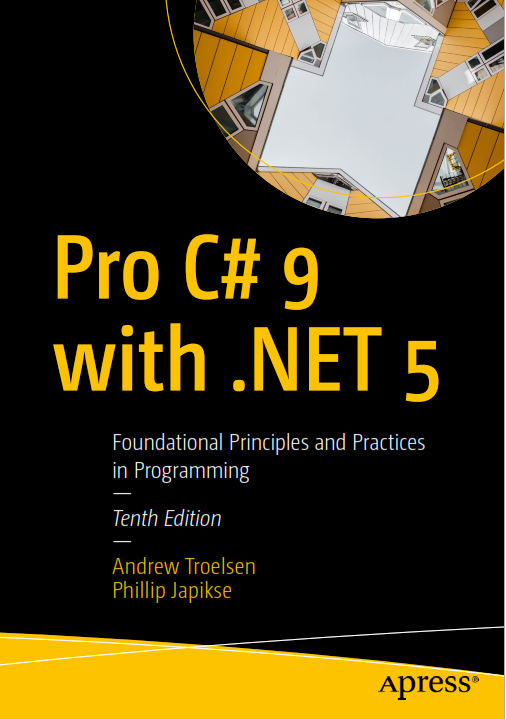 Pro C# 9
with .NET 5
Foundational Principles and Practices
in Programming
—
Tenth Edition
—
Andrew Troelsen
Phillip Japikse
Apress®